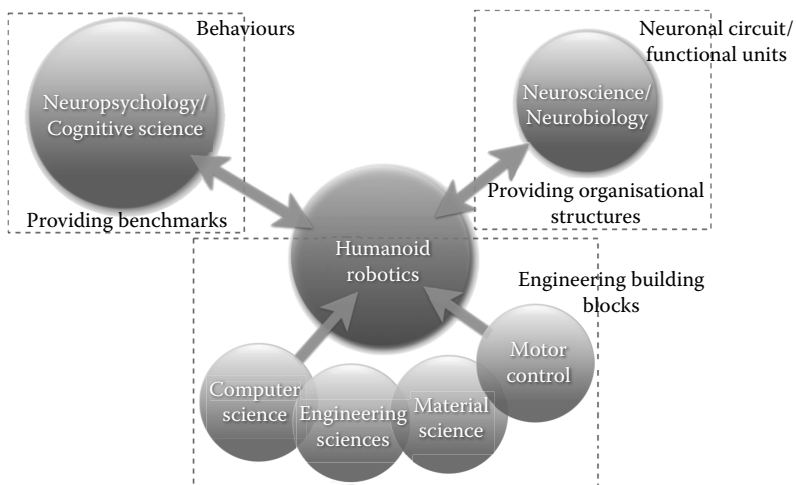 Behaviours
Neuropsychology/
Cognitive science
Providing benchmarks
Neuronal circuit/
functional units
Neuroscience/
Neurobiology
Providing organisational
structures
Humanoid
robotics
Engineering building
blocks
Motor
control
Computer
science
Engineering
sciences
Material
science